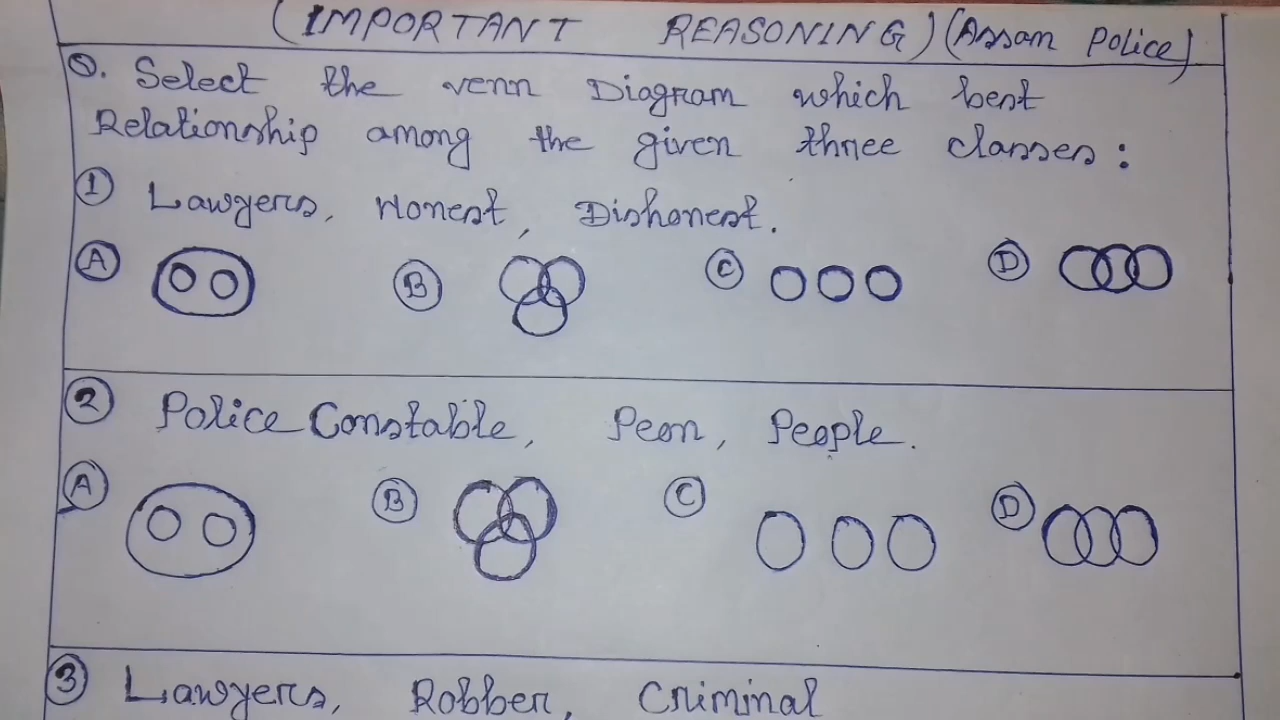 (IMPORTANT REASONING) (Assam Police)
Q. Select the venn Diagram which best
Relationship among the given three classes:
1 Lawyers, Honest, Dishonest.
A B C D
2 Police Constable, Peon, People.
A B C D
3 Lawyers, Robber, Criminal